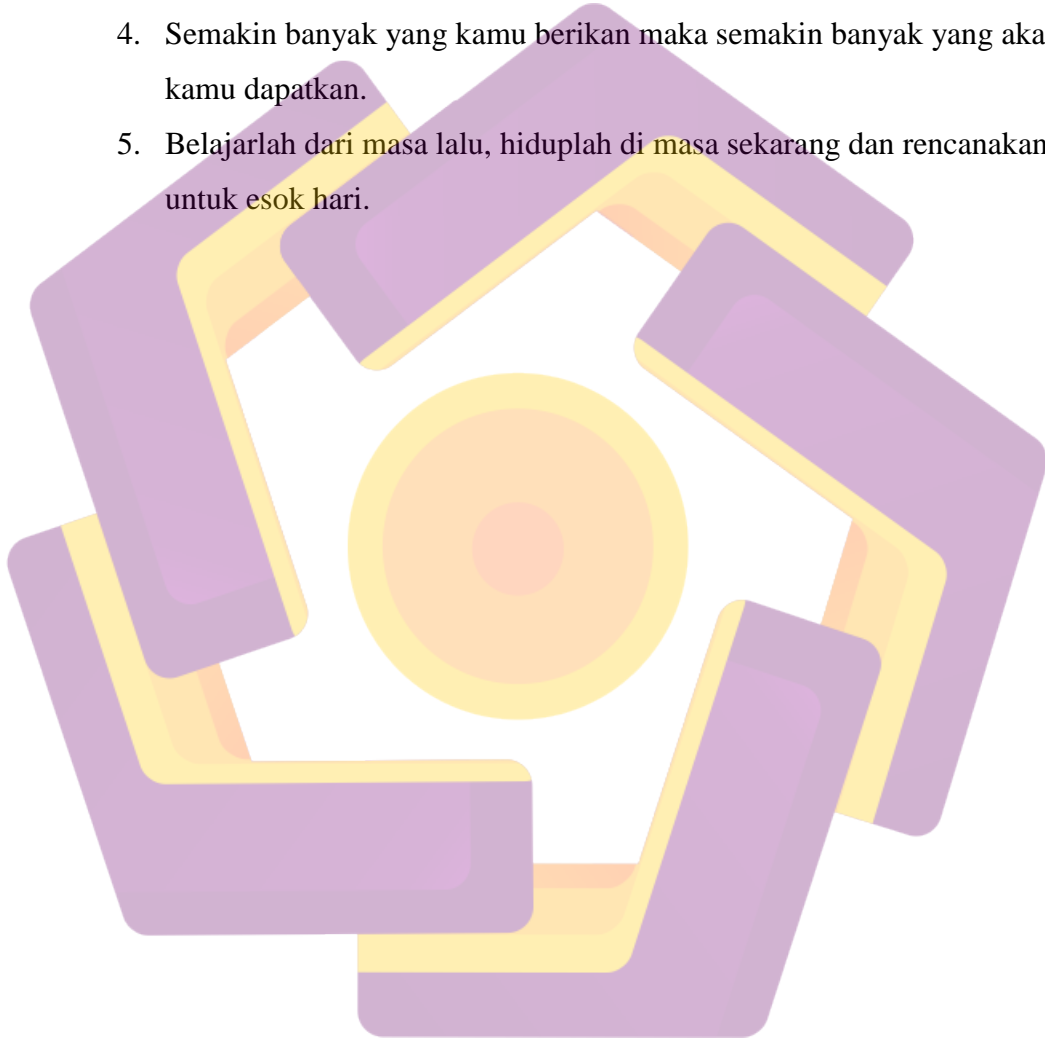 4. Semakin banyak yang kamu berikan maka semakin banyak yang aka
kamu dapatkan.
5. Belajarlah dari masa lalu, hiduplah di masa sekarang dan rencanakan
untuk esok hari.